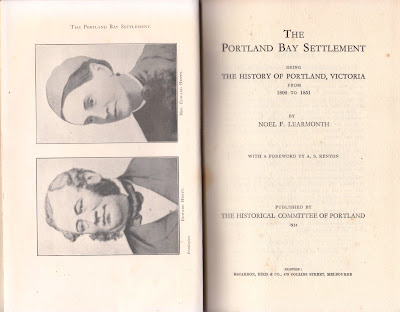 THE PORTLAND BAY SETTLEMENT
MRS. EDWARD HENTY.
EDWARD HENTY.
Frontispiece
THE
PORTLAND BAY SETTLEMENT
BEING
THE HISTORY OF PORTLAND, VICTORIA
FROM
1800 TO 1851
BY
NOEL F. LEARMONTH
WITH A FOREWORD BY A. S. KENYON
PUBLISHED BY
THE HISTORICAL COMMITTEE OF PORTLAND
1934
PRINTERS:
McCARRON, BIRD & CO., 479 COLLINS STREET, MELBOURNE